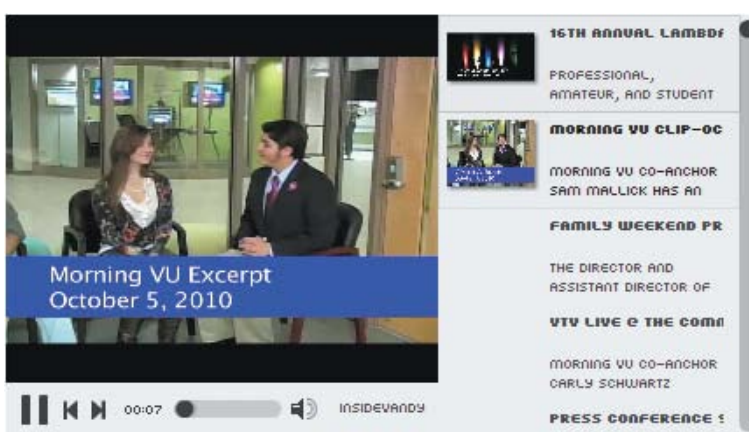 Morning VU Excerpt
October 5, 2010
00:07
INSIDEVANDY
16TH ANNUAL LAMBDA
PROFESSIONAL,
AMATEUR, AND STUDENT
MORNING VU CLIP-OC
MORNING VU CO-ANCHOR
SAM MALLICK HAS AN
FAMILY WEEKEND PR
THE DIRECTOR AND
ASSISTANT DIRECTOR OF
VTV LIVE @ THE COMM
MORNING VU CO-ANCHOR
CARLY SCHWARTZ
PRESS CONFERENCE